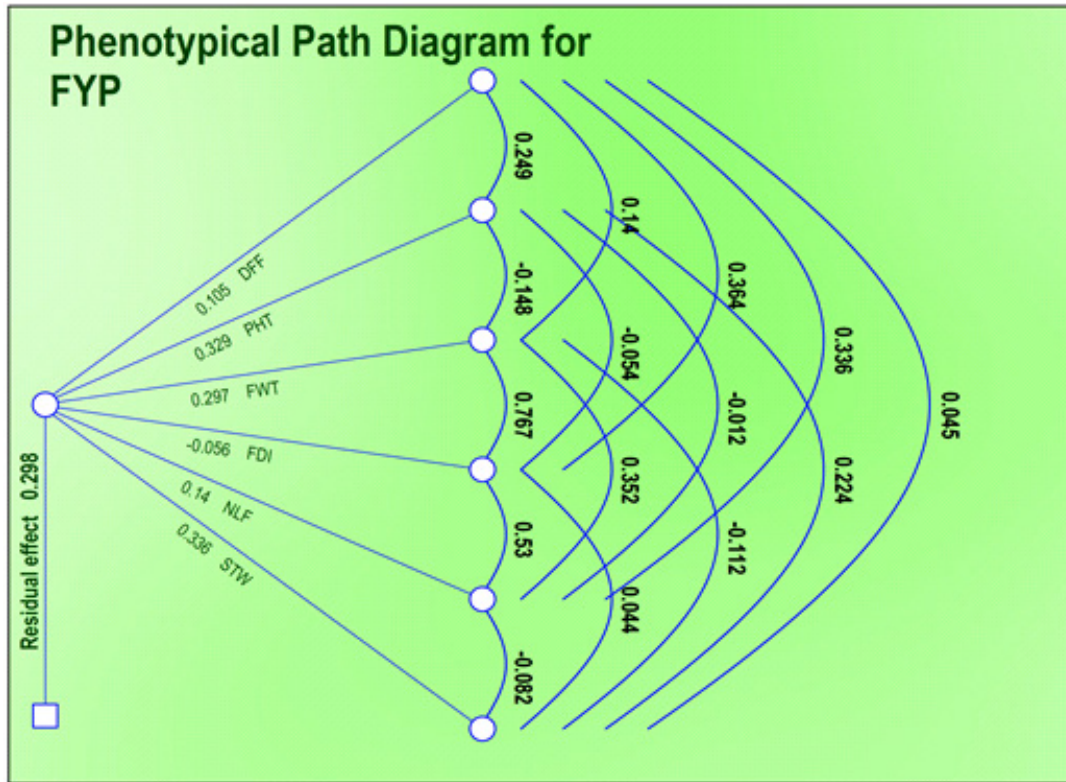 Phenotypical Path Diagram for
FYP
0.105 DFF
0.329 PHT
0.297 FWT
-0.056 FDI
0.14 NLF
0.336 STW
Residual effect 0.298
0.249
-0.148
0.767
0.53
-0.082
0.14
-0.054
0.352
0.044
0.364
-0.012
-0.112
0.336
0.224
0.045